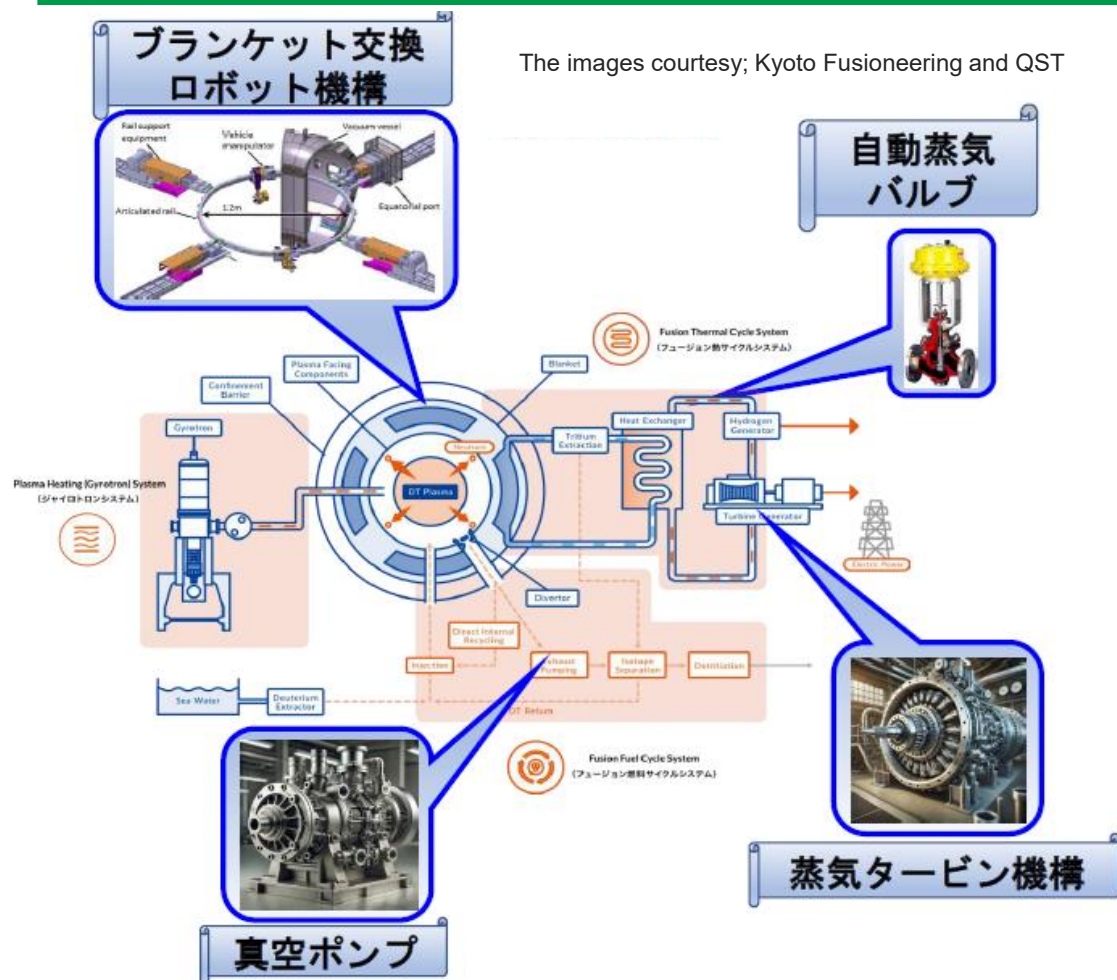 ブランケット交換
ロボット機構
The images courtesy; Kyoto Fusioneering and QST
自動蒸気
バルブ
Rail support
equipment
Vehicle
manipulator
Vacuum vessel
Articulated rail
12m
Equatorial port
Fusion Thermal Cycle System
(フュージョン熱サイクルシステム)
Plasma Facing
Components
Blanket
Confinement
Barrier
Gyrotron
Neutrons
Tritium
Extraction
Heat Exchanger
Hydrogen
Generator
Plasma Heating (Gyrotron) System
(ジャイロトロンシステム)
DT Plasma
Turbine Generator
Electric Power
Divertor
Direct Internal
Recycling
Injection
Exhaust
Pumping
Isotope
Separation
Detritiation
Sea Water
Deuterium
Extractor
DT Return
Fusion Fuel Cycle System
(フュージョン燃料サイクルシステム)
蒸気タービン機構
真空ポンプ